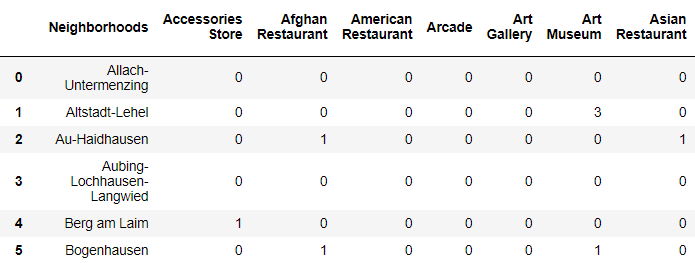 Neighborhoods Accessories Store Afghan Restaurant American Restaurant Arcade Art Gallery Art Museum Asian Restaurant
0 Allach-Untermenzing 0 0 0 0 0 0 0
1 Altstadt-Lehel 0 0 0 0 0 3 0
2 Au-Haidhausen 0 1 0 0 0 0 1
3 Aubing-Lochhausen-Langwied 0 0 0 0 0 0 0
4 Berg am Laim 1 0 0 0 0 0 0
5 Bogenhausen 0 1 0 0 0 1 0